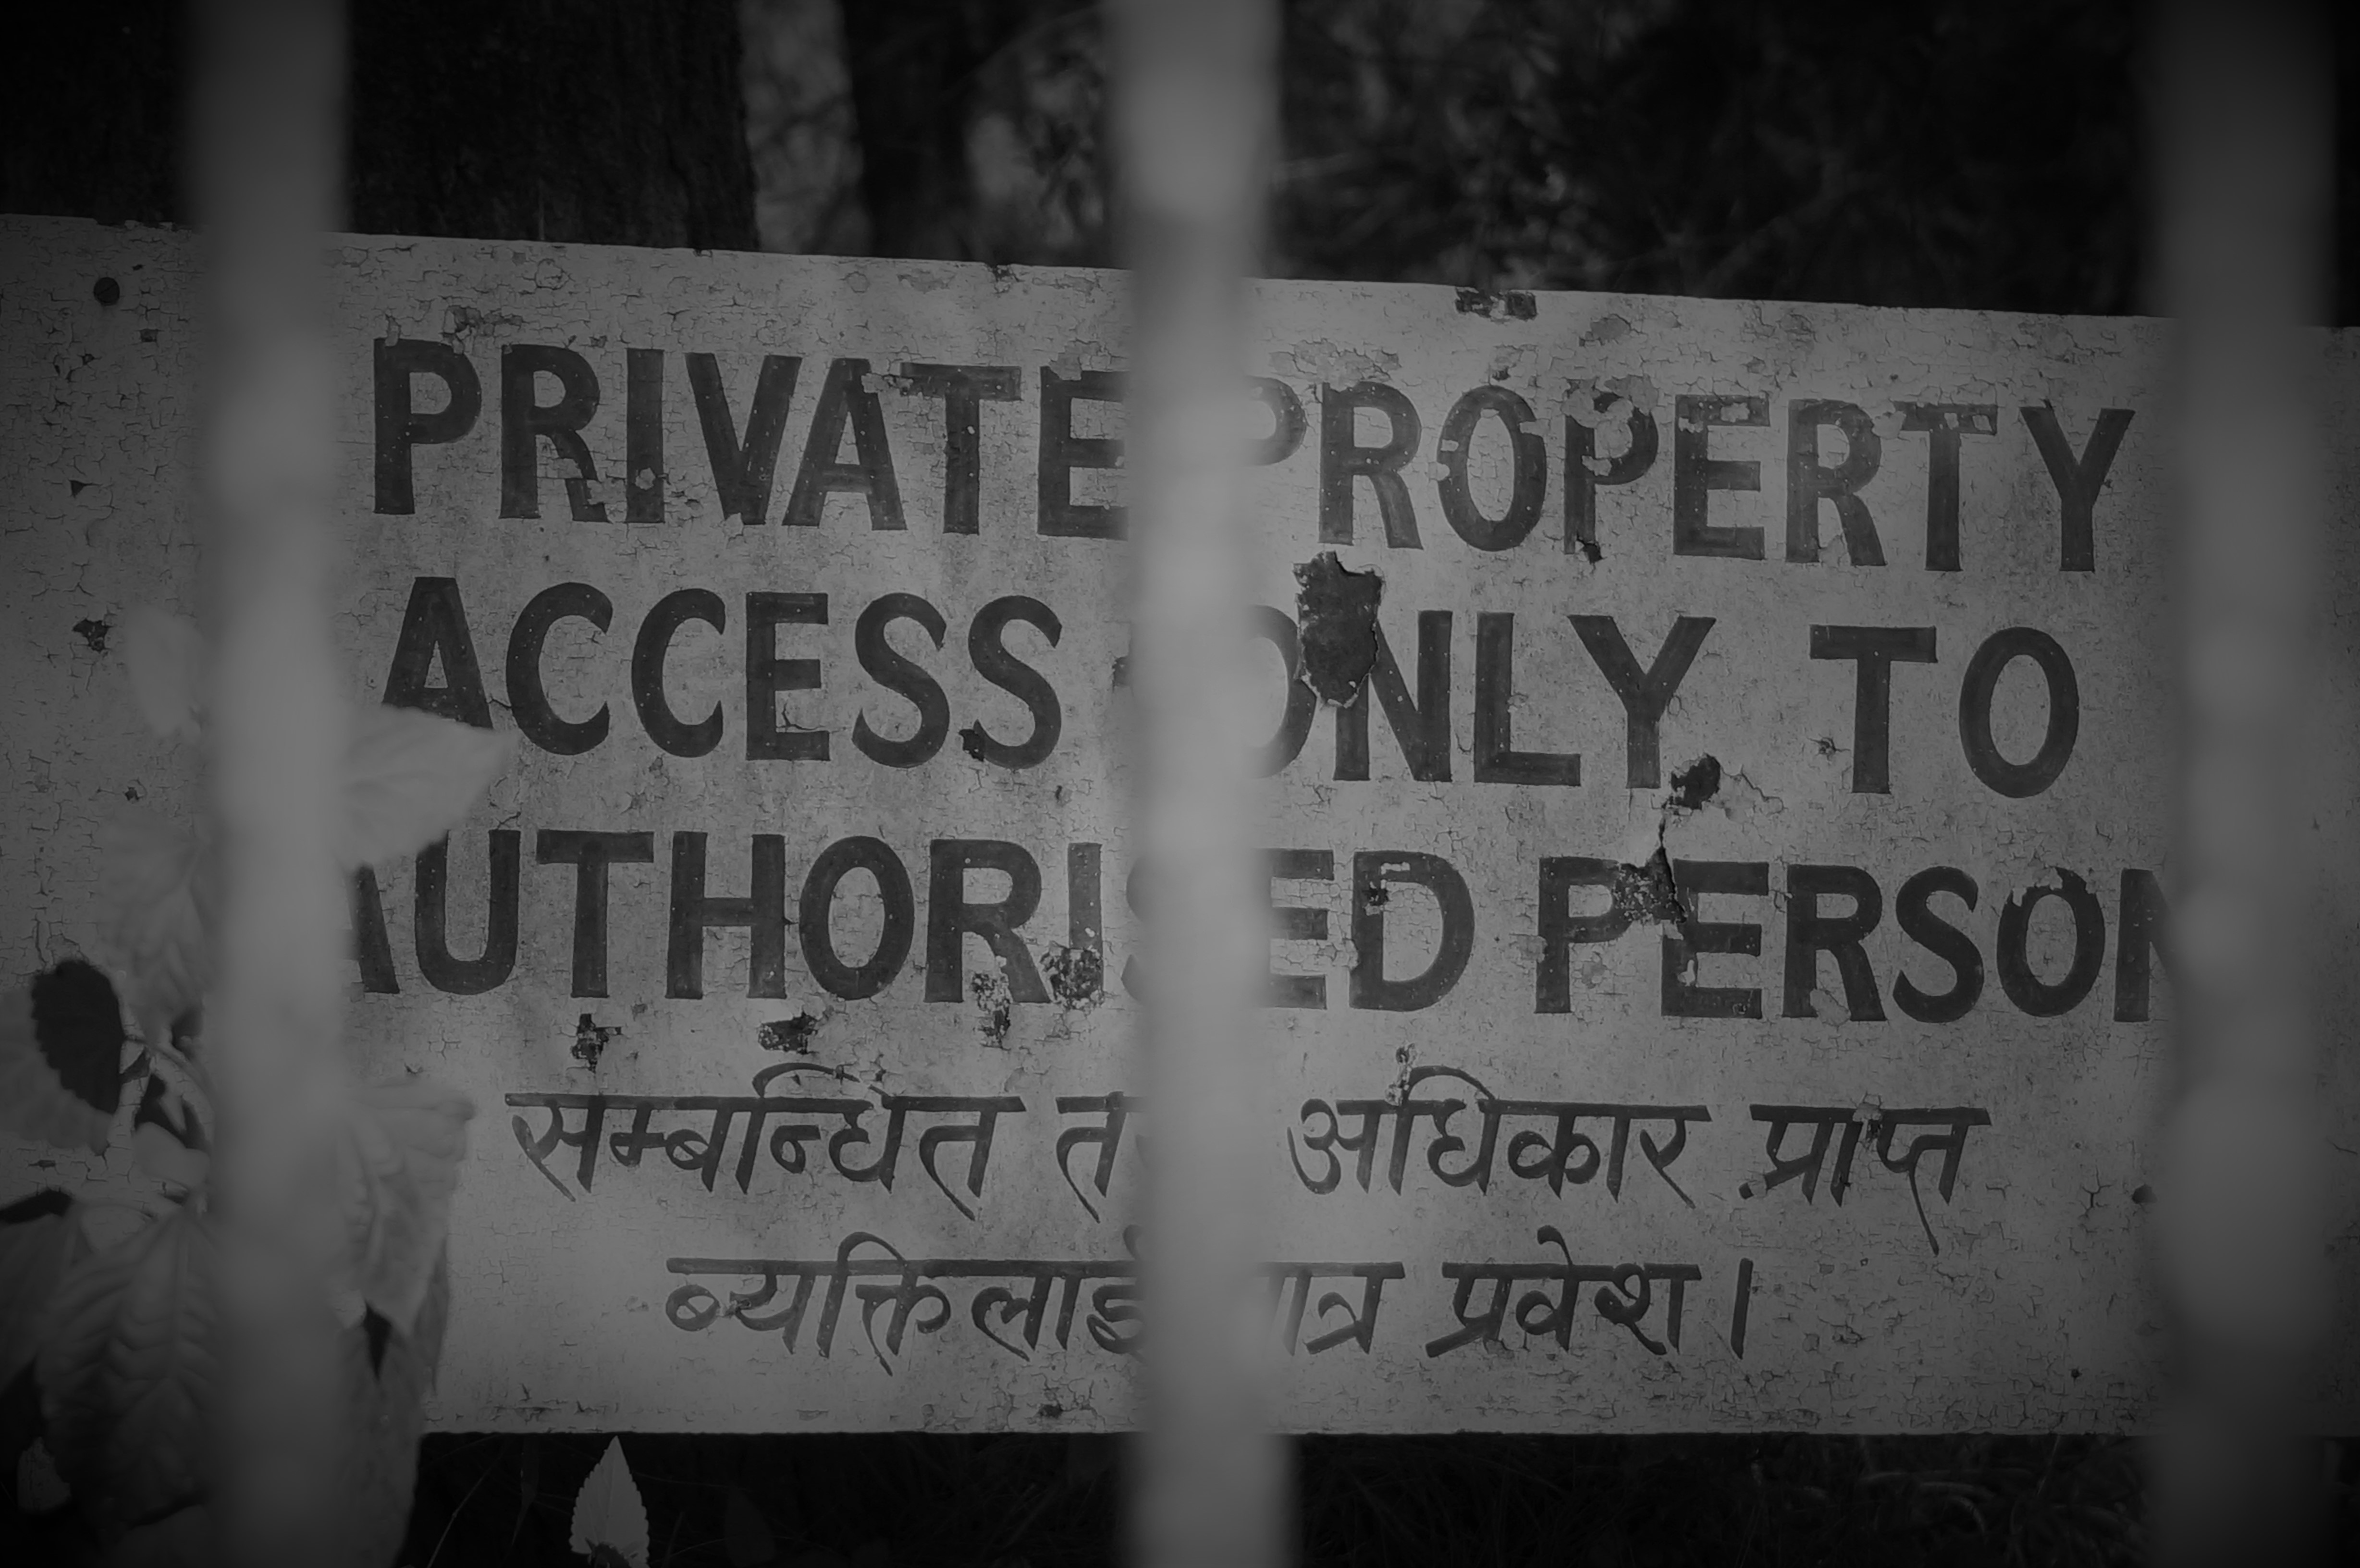 PRIVATE PROPERTY
ACCESS ONLY TO
AUTHORISED PERSON
सम्बन्धित अधिकार प्राप्त
ब्यक्तिलाई मात्र प्रवेश।